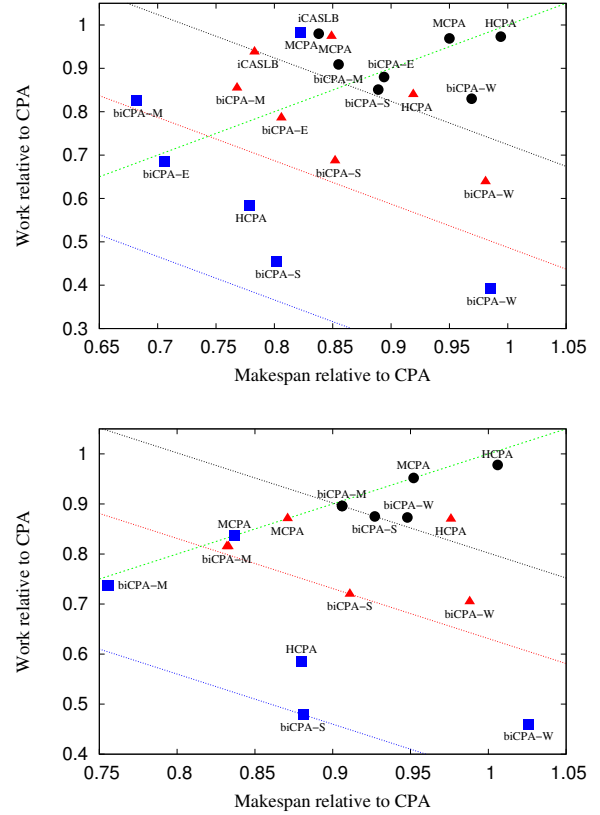 1
0.9
0.8
0.7
0.6
0.5
0.4
0.3
Work relative to CPA
iCASLB
MCPA
MCPA
MCPA
HCPA
iCASLB
biCPA−M
biCPA−E
biCPA−M
biCPA−W
biCPA−M
biCPA−S
HCPA
biCPA−E
biCPA−E
biCPA−S
biCPA−W
HCPA
biCPA−S
biCPA−W
0.65 0.7 0.75 0.8 0.85 0.9 0.95 1 1.05
Makespan relative to CPA
1
0.9
0.8
0.7
0.6
0.5
0.4
Work relative to CPA
HCPA
MCPA
biCPA−M
biCPA−W
MCPA
MCPA
biCPA−S
HCPA
biCPA−M
biCPA−M
biCPA−S
biCPA−W
HCPA
biCPA−S
biCPA−W
0.75 0.8 0.85 0.9 0.95 1 1.05
Makespan relative to CPA